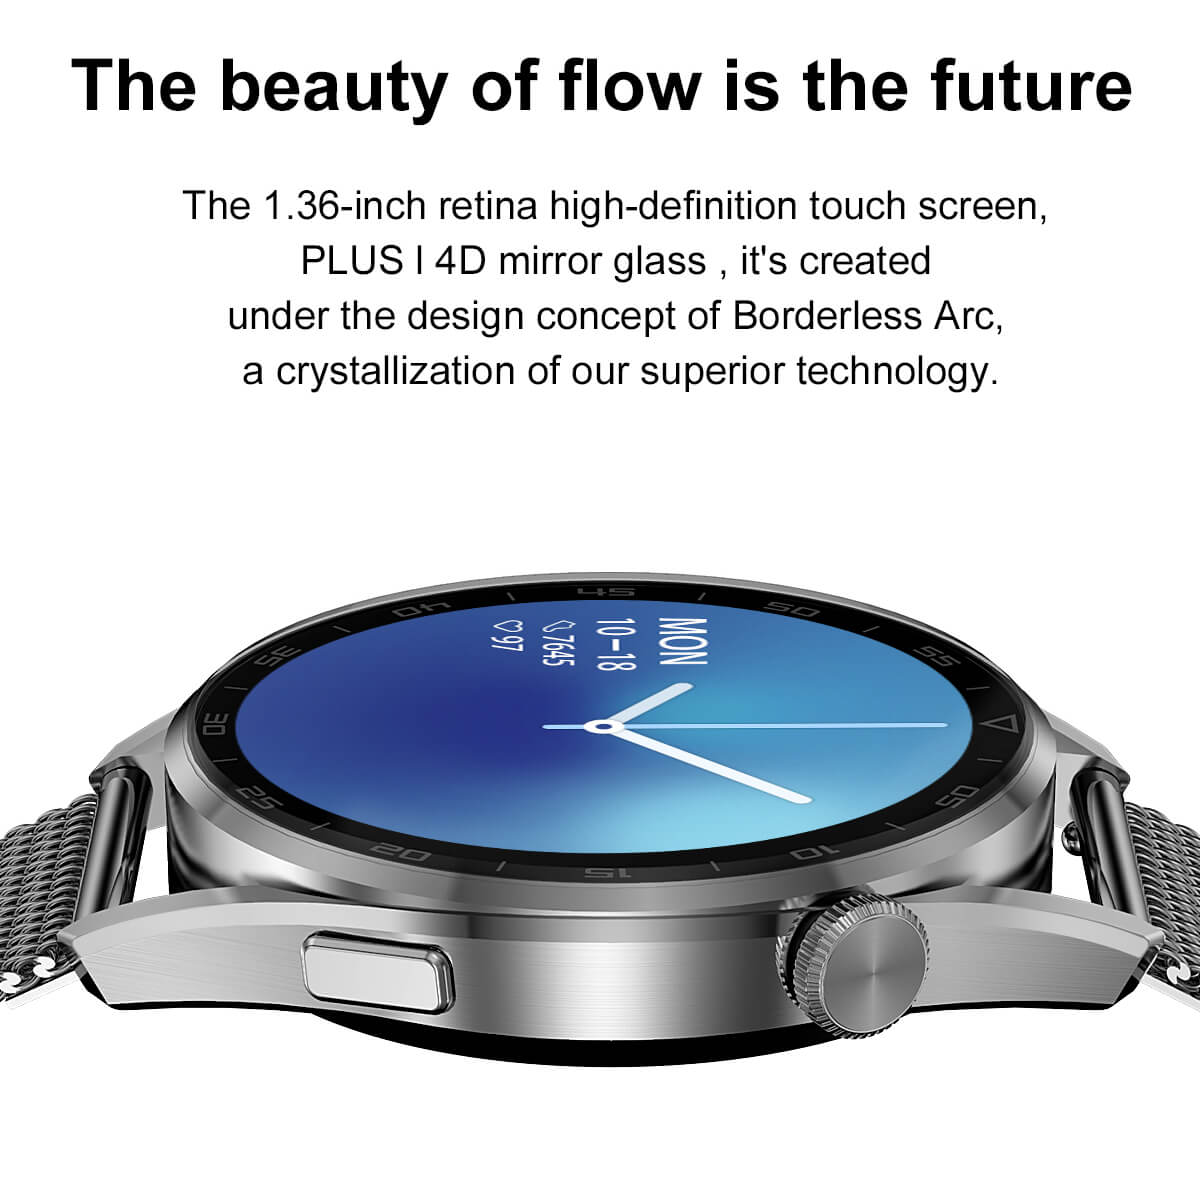 The beauty of flow is the future
The 1.36-inch retina high-definition touch screen,
PLUS l 4D mirror glass , it's created
under the design concept of Borderless Arc,
a crystallization of our superior technology.
MON
10-18
7645
97
05
10
15
02
25
30
35
40
45
50
55